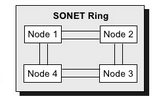 SONET Ring
Node 1
Node 2
Node 4
Node 3